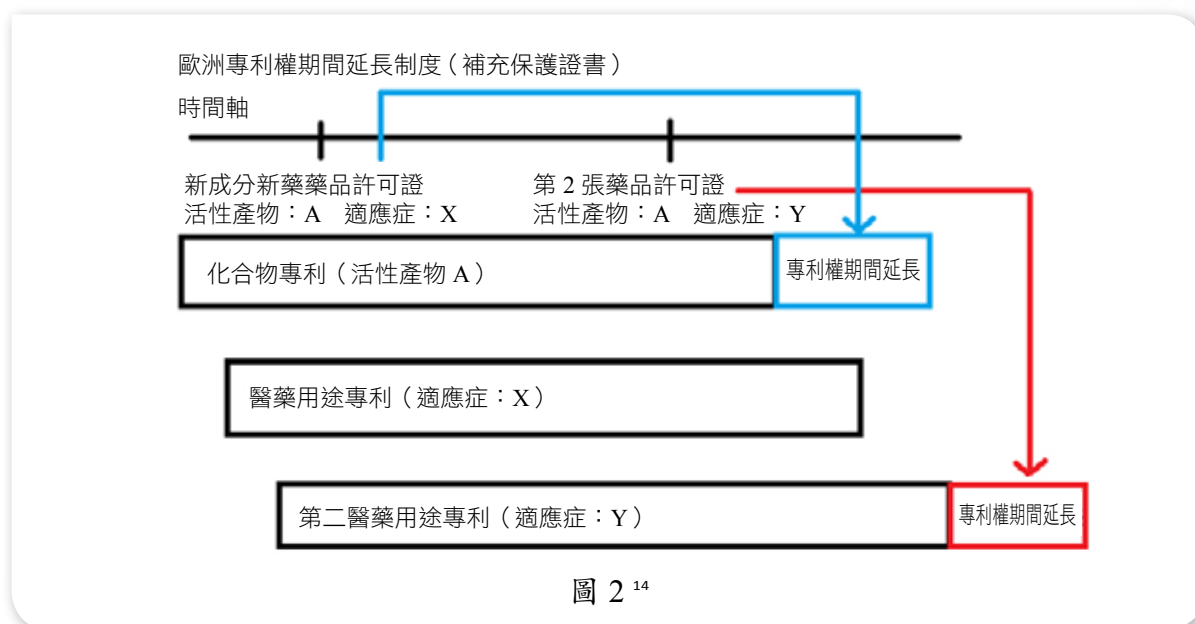 歐洲專利權期間延長制度（補充保護證書）
時間軸
新成分新藥藥品許可證
活性產物：A　適應症：X
第 2 張藥品許可證
活性產物：A　適應症：Y
化合物專利（活性產物 A）
專利權期間延長
醫藥用途專利（適應症：X）
第二醫藥用途專利（適應症：Y）
專利權期間延長
圖 2 14